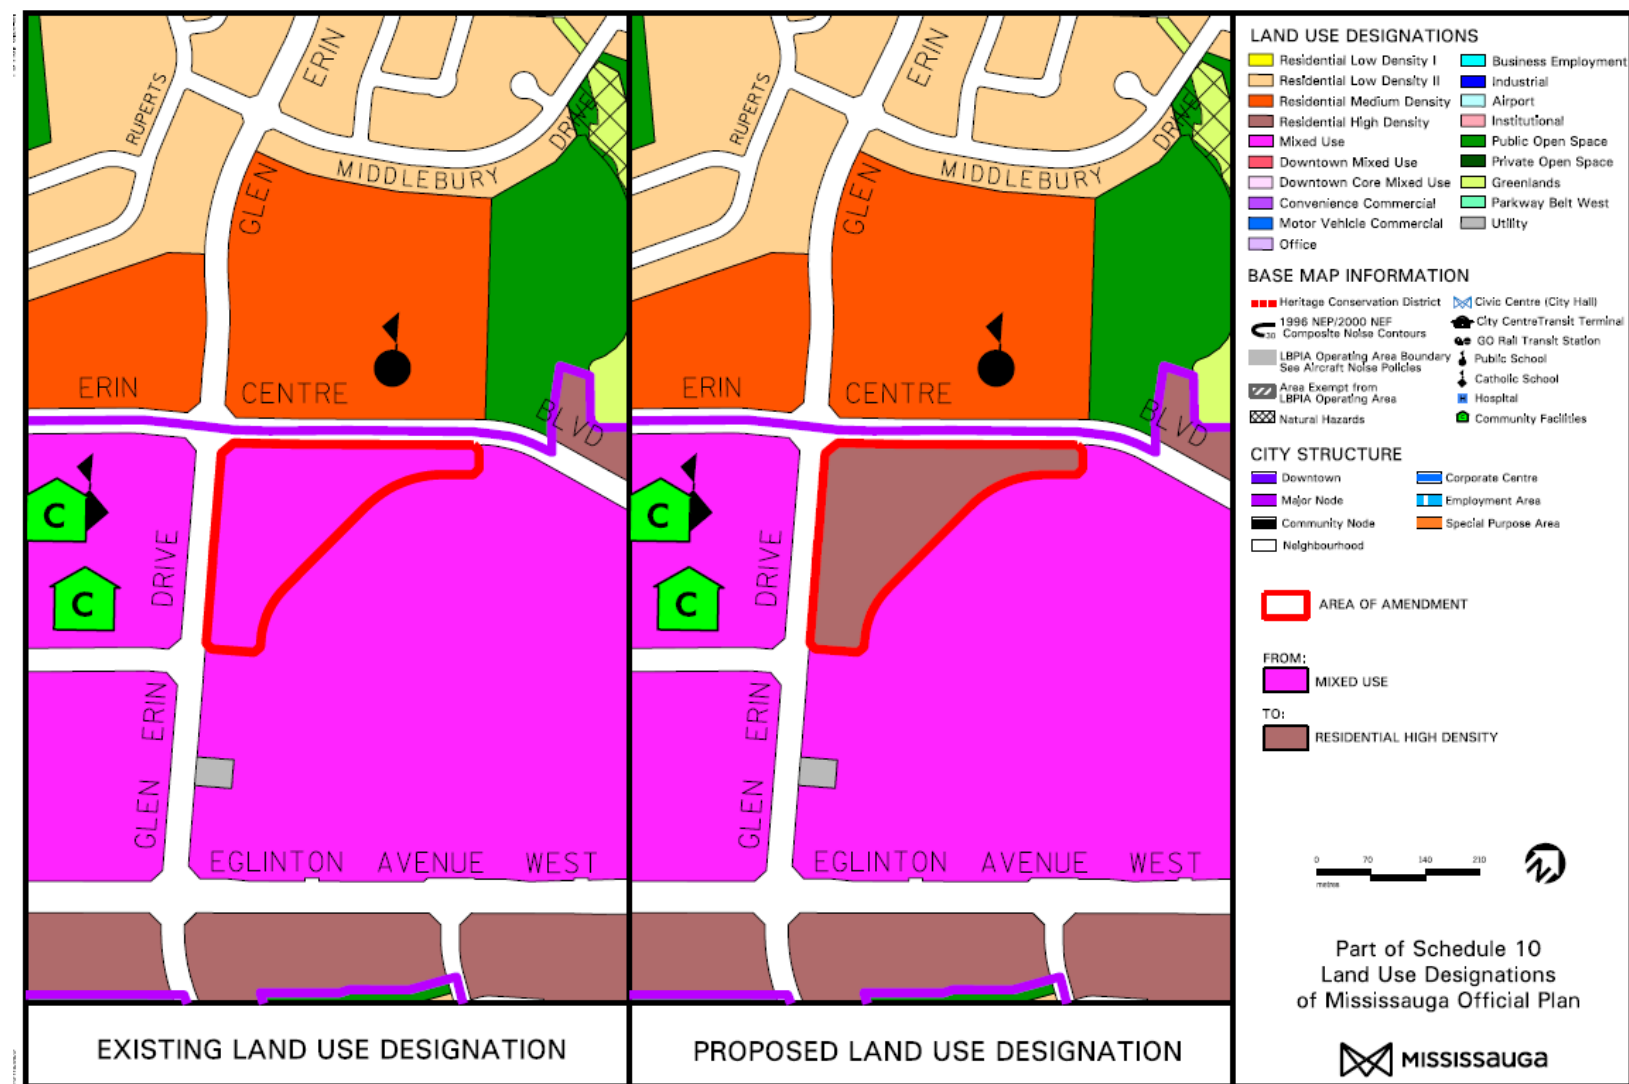 RUPERTS
ERIN
DRIVE
GLEN
MIDDLEBURY
ERIN CENTRE
BLVD
C
C
DRIVE
ERIN
GLEN
EGLINTON AVENUE WEST
EXISTING LAND USE DESIGNATION
RUPERTS
ERIN
DRIVE
GLEN
MIDDLEBURY
ERIN CENTRE
BLVD
C
C
DRIVE
ERIN
GLEN
EGLINTON AVENUE WEST
PROPOSED LAND USE DESIGNATION
LAND USE DESIGNATIONS
Residential Low Density I
Residential Low Density II
Residential Medium Density
Residential High Density
Mixed Use
Downtown Mixed Use
Downtown Core Mixed Use
Convenience Commercial
Motor Vehicle Commercial
Office
Business Employment
Industrial
Airport
Institutional
Public Open Space
Private Open Space
Greenlands
Parkway Belt West
Utility
BASE MAP INFORMATION
Heritage Conservation District
30
1996 NEP/2000 NEF
Composite Noise Contours
LBPIA Operating Area Boundary
See Aircraft Noise Policies
Area Exempt from
LBPIA Operating Area
Natural Hazards
Civic Centre (City Hall)
City CentreTransit Terminal
GO Rail Transit Station
Public School
Catholic School
H Hospital
C Community Facilities
CITY STRUCTURE
Downtown
Major Node
Community Node
Neighbourhood
Corporate Centre
Employment Area
Special Purpose Area
AREA OF AMENDMENT
FROM:
MIXED USE
TO:
RESIDENTIAL HIGH DENSITY
0 70 140 210
metres
Part of Schedule 10
Land Use Designations
of Mississauga Official Plan
MISSISSauGa